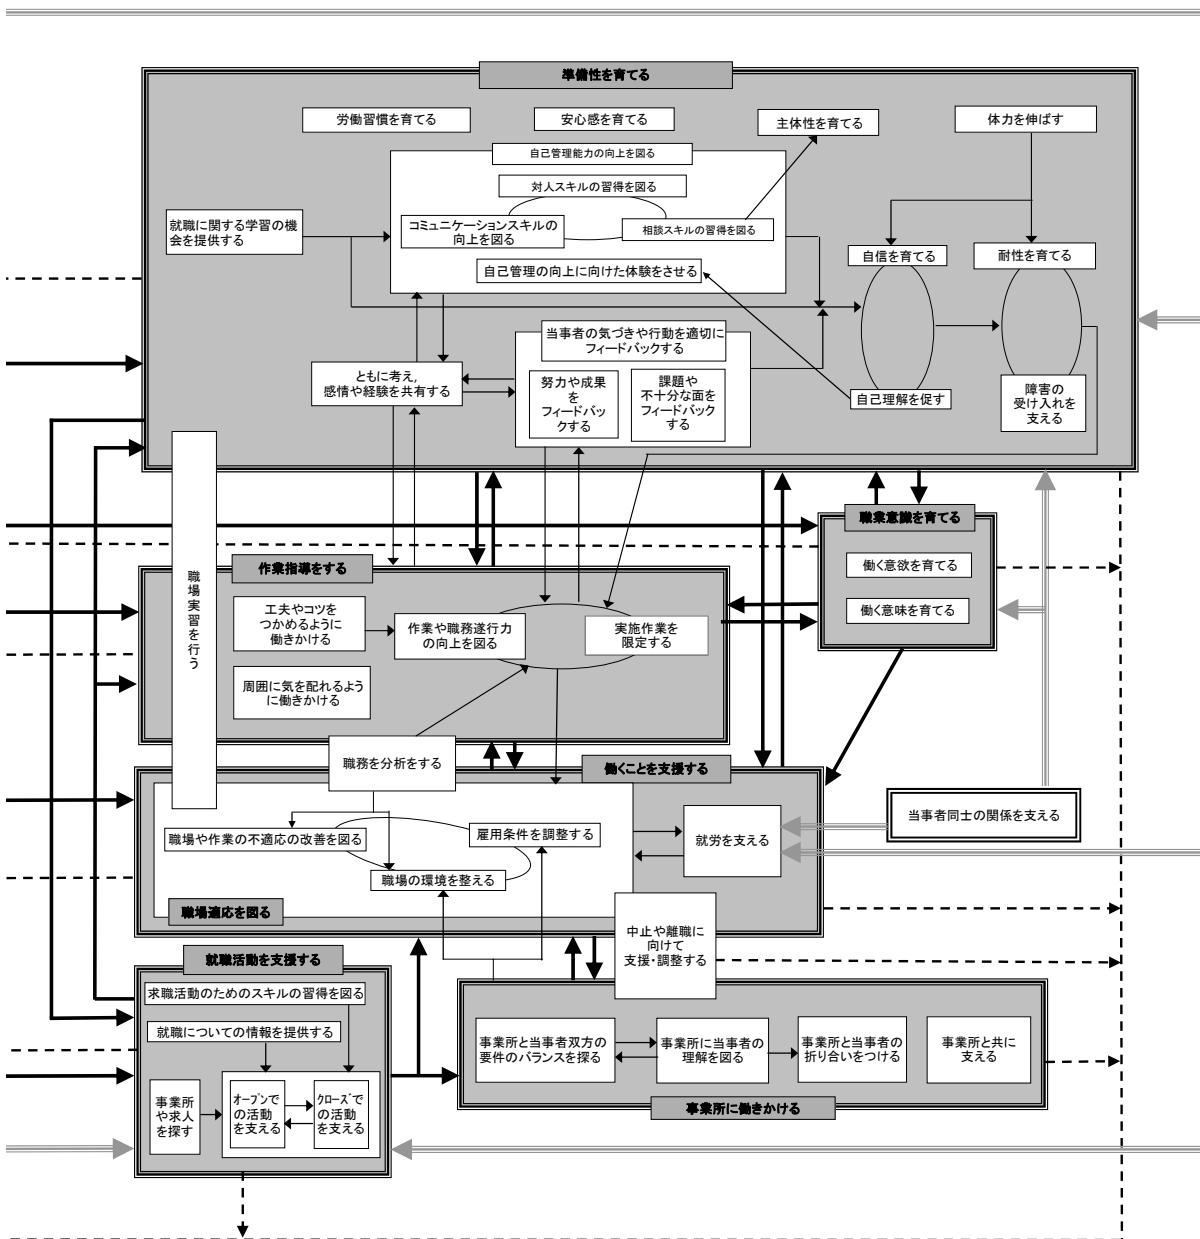 準備性を育てる
労働習慣を育てる
安心感を育てる
主体性を育てる
体力を伸ばす
自己管理能力の向上を図る
対人スキルの習得を図る
就職に関する学習の機
会を提供する
コミュニケーションスキルの
向上を図る
相談スキルの習得を図る
自己管理の向上に向けた体験をさせる
自信を育てる
耐性を育てる
当事者の気づきや行動を適切に
フィードバックする
ともに考え,
感情や経験を共有する
努力や成果
を
フィードバッ
クする
課題や
不十分な面を
フィードバック
する
自己理解を促す
障害の
受け入れを
支える
職場実習を行う
職業意識を育てる
働く意欲を育てる
働く意味を育てる
作業指導をする
工夫やコツを
つかめるように
働きかける
作業や職務遂行力
の向上を図る
実施作業を
限定する
周囲に気を配れるよう
に働きかける
職務を分析をする
働くことを支援する
職場や作業の不適応の改善を図る
雇用条件を調整する
職場の環境を整える
就労を支える
当事者同士の関係を支える
職場適応を図る
中止や離職に
向けて
支援・調整する
就職活動を支援する
求職活動のためのスキルの習得を図る
就職についての情報を提供する
事業所
や求人
を探す
オープンで
の活動
を支える
クローズで
の活動
を支える
事業所と当事者双方の
要件のバランスを探る
事業所に当事者の
理解を図る
事業所と当事者の
折り合いをつける
事業所と共に
支える
事業所に働きかける